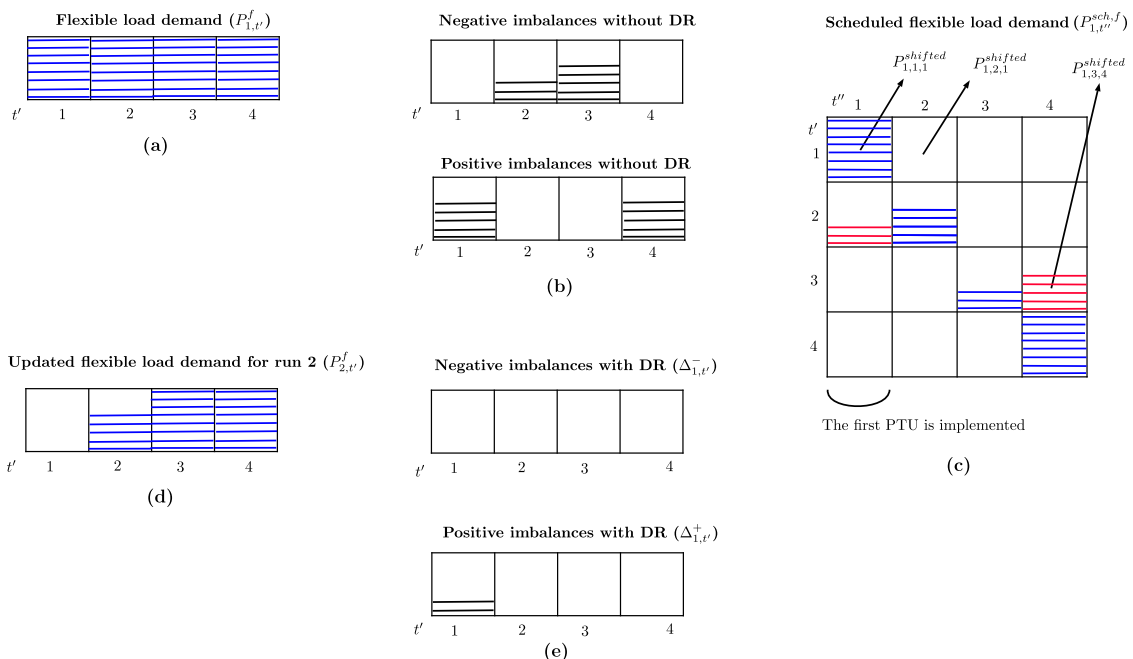 Flexible load demand (P^f_{1,t′})
t′ 1 2 3 4
(a)
Negative imbalances without DR
t′ 1 2 3 4
Positive imbalances without DR
t′ 1 2 3 4
(b)
Scheduled flexible load demand (P^{sch,f}_{1,t″})
P^{shifted}_{1,1,1} P^{shifted}_{1,2,1} P^{shifted}_{1,3,4}
t″ 1 2 3 4
t′
1
2
3
4
The first PTU is implemented
(c)
Updated flexible load demand for run 2 (P^f_{2,t′})
t′ 1 2 3 4
(d)
Negative imbalances with DR (Δ^-_{1,t′})
t′ 1 2 3 4
Positive imbalances with DR (Δ^+_{1,t′})
t′ 1 2 3 4
(e)